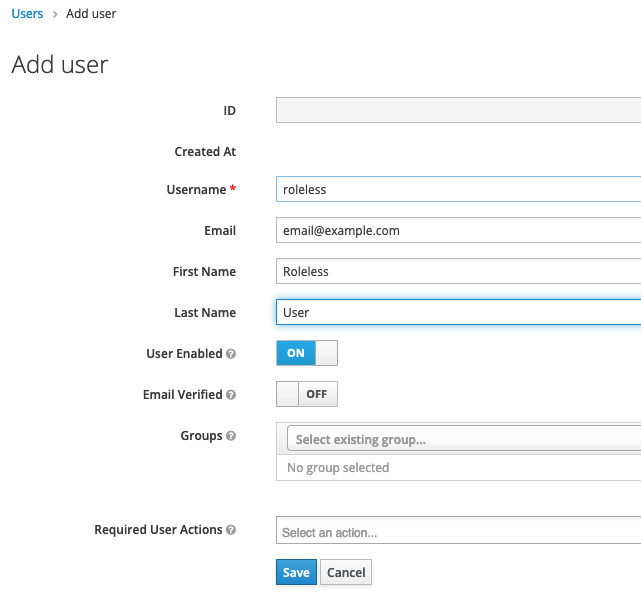 Users > Add user
Add user
ID
Created At
Username * roleless
Email email@example.com
First Name Roleless
Last Name User
User Enabled ON
Email Verified OFF
Groups Select existing group...
No group selected
Required User Actions Select an action...
Save Cancel